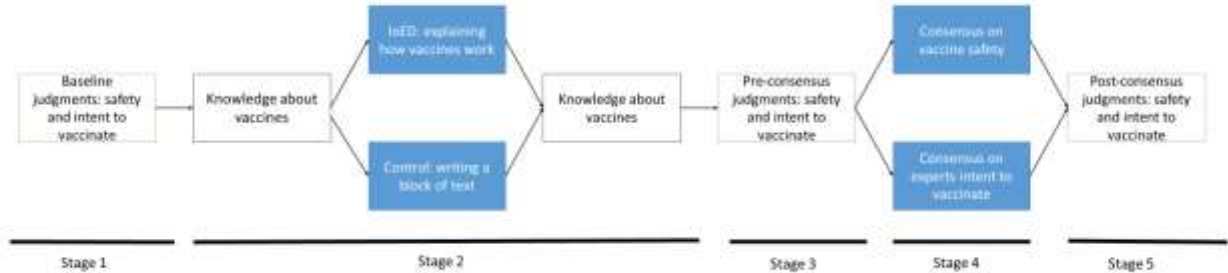 Baseline
judgments: safety
and intent to
vaccinate
Knowledge about
vaccines
IoED: explaining
how vaccines work
Control: writing a
block of text
Knowledge about
vaccines
Pre-consensus
judgments: safety
and intent to
vaccinate
Consensus on
vaccine safety
Consensus on
experts intent to
vaccinate
Post-consensus
judgments: safety
and intent to
vaccinate
Stage 1
Stage 2
Stage 3
Stage 4
Stage 5